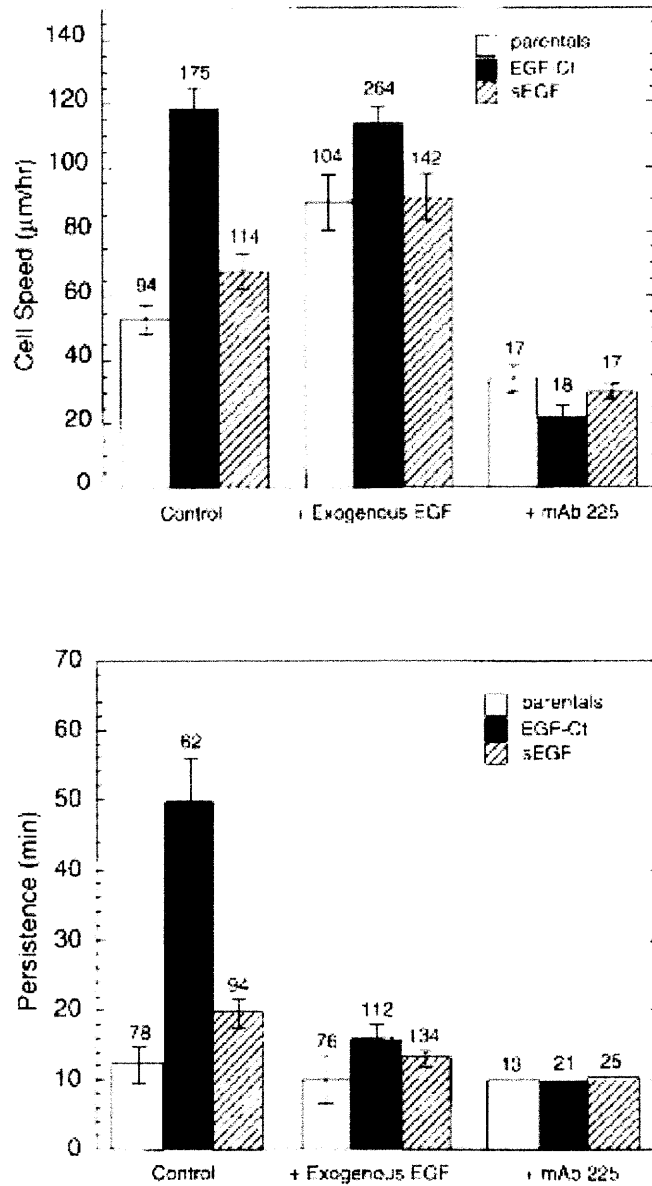 140
120
100
80
60
40
20
0
Cell Speed (µm/hr)
parentals
EGF-Ct
sEGF
94
175
114
104
264
142
17
18
17
Control
+ Exogenous EGF
+ mAb 225
70
60
50
40
30
20
10
0
Persistence (min)
parentals
EGF-Ct
sEGF
78
62
94
76
112
134
13
21
25
Control
+ Exogenous EGF
+ mAb 225